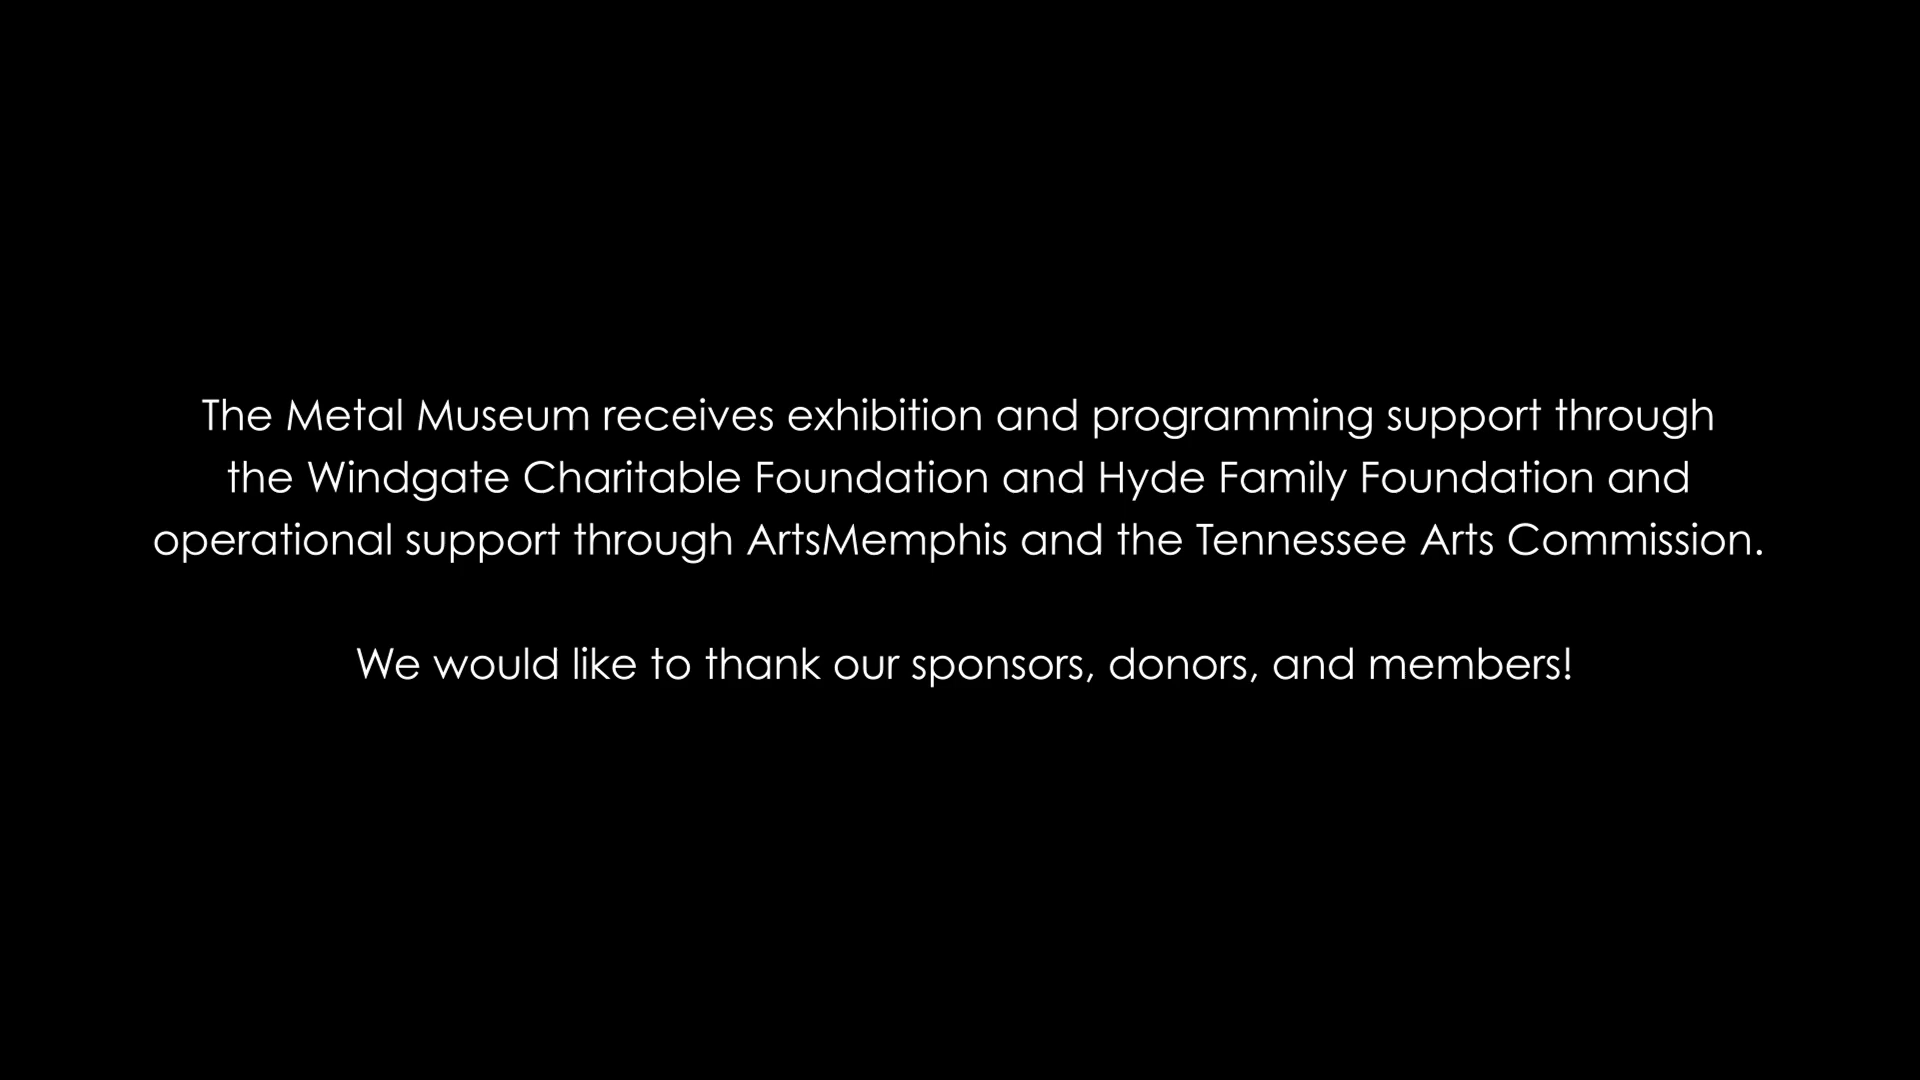 The Metal Museum receives exhibition and programming support through
the Windgate Charitable Foundation and Hyde Family Foundation and
operational support through ArtsMemphis and the Tennessee Arts Commission.
We would like to thank our sponsors, donors, and members!